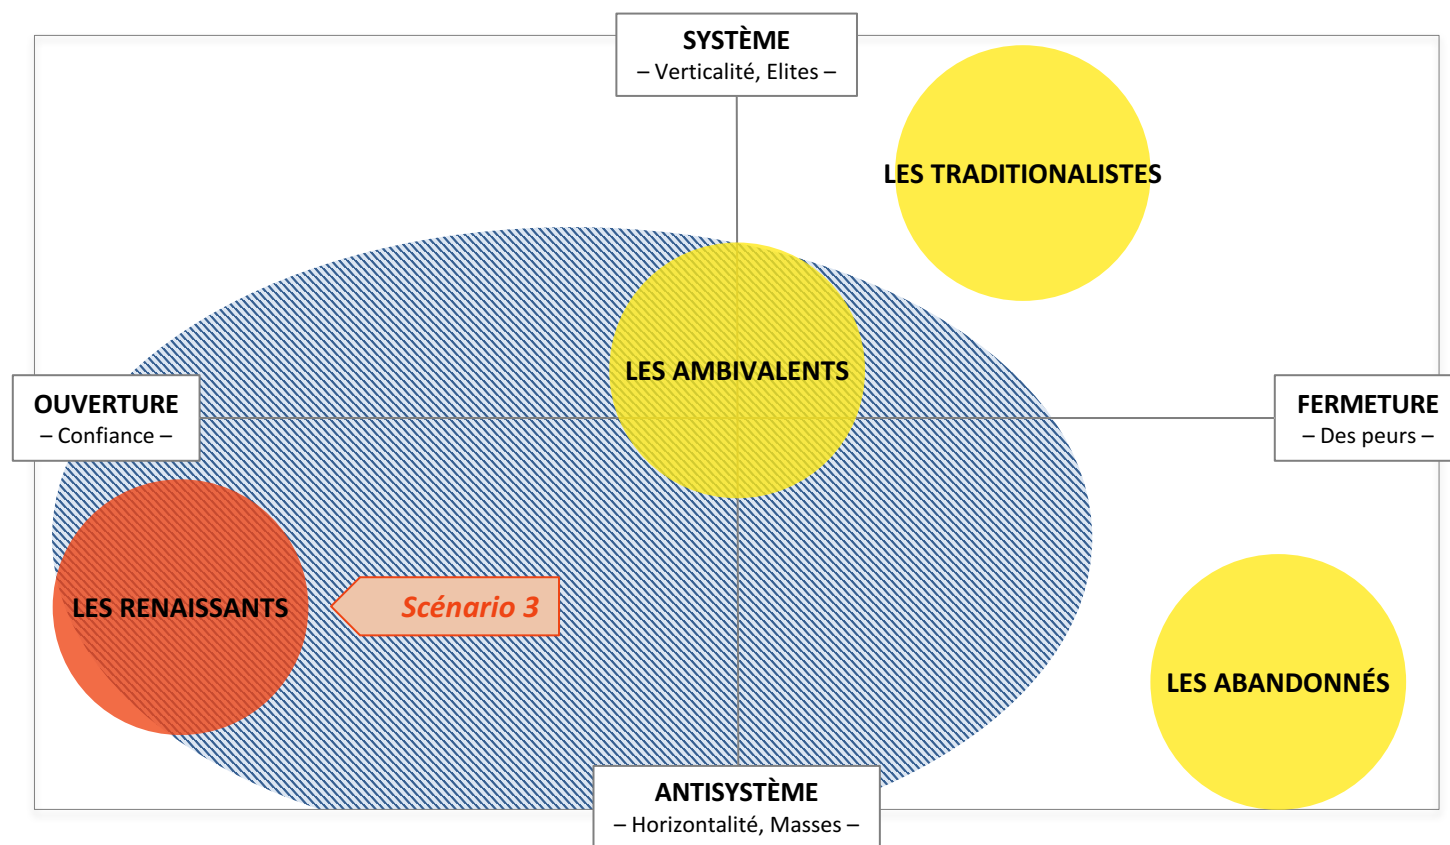 SYSTÈME
– Verticalité, Elites –
LES TRADITIONALISTES
LES AMBIVALENTS
OUVERTURE
– Confiance –
FERMETURE
– Des peurs –
LES RENAISSANTS
Scénario 3
LES ABANDONNÉS
ANTISYSTÈME
– Horizontalité, Masses –